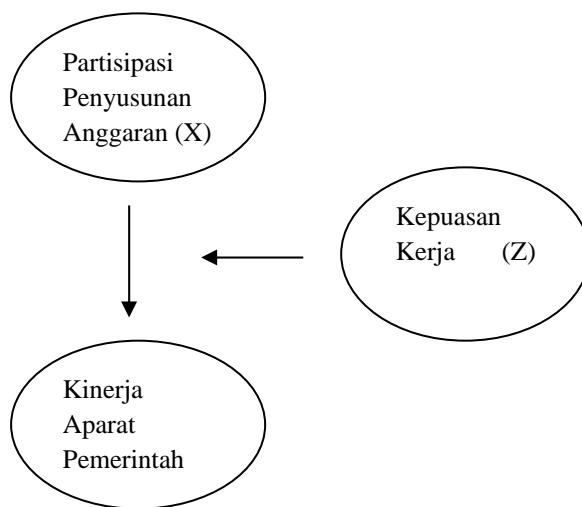 Partisipasi
Penyusunan
Anggaran (X)
Kepuasan
Kerja (Z)
Kinerja
Aparat
Pemerintah